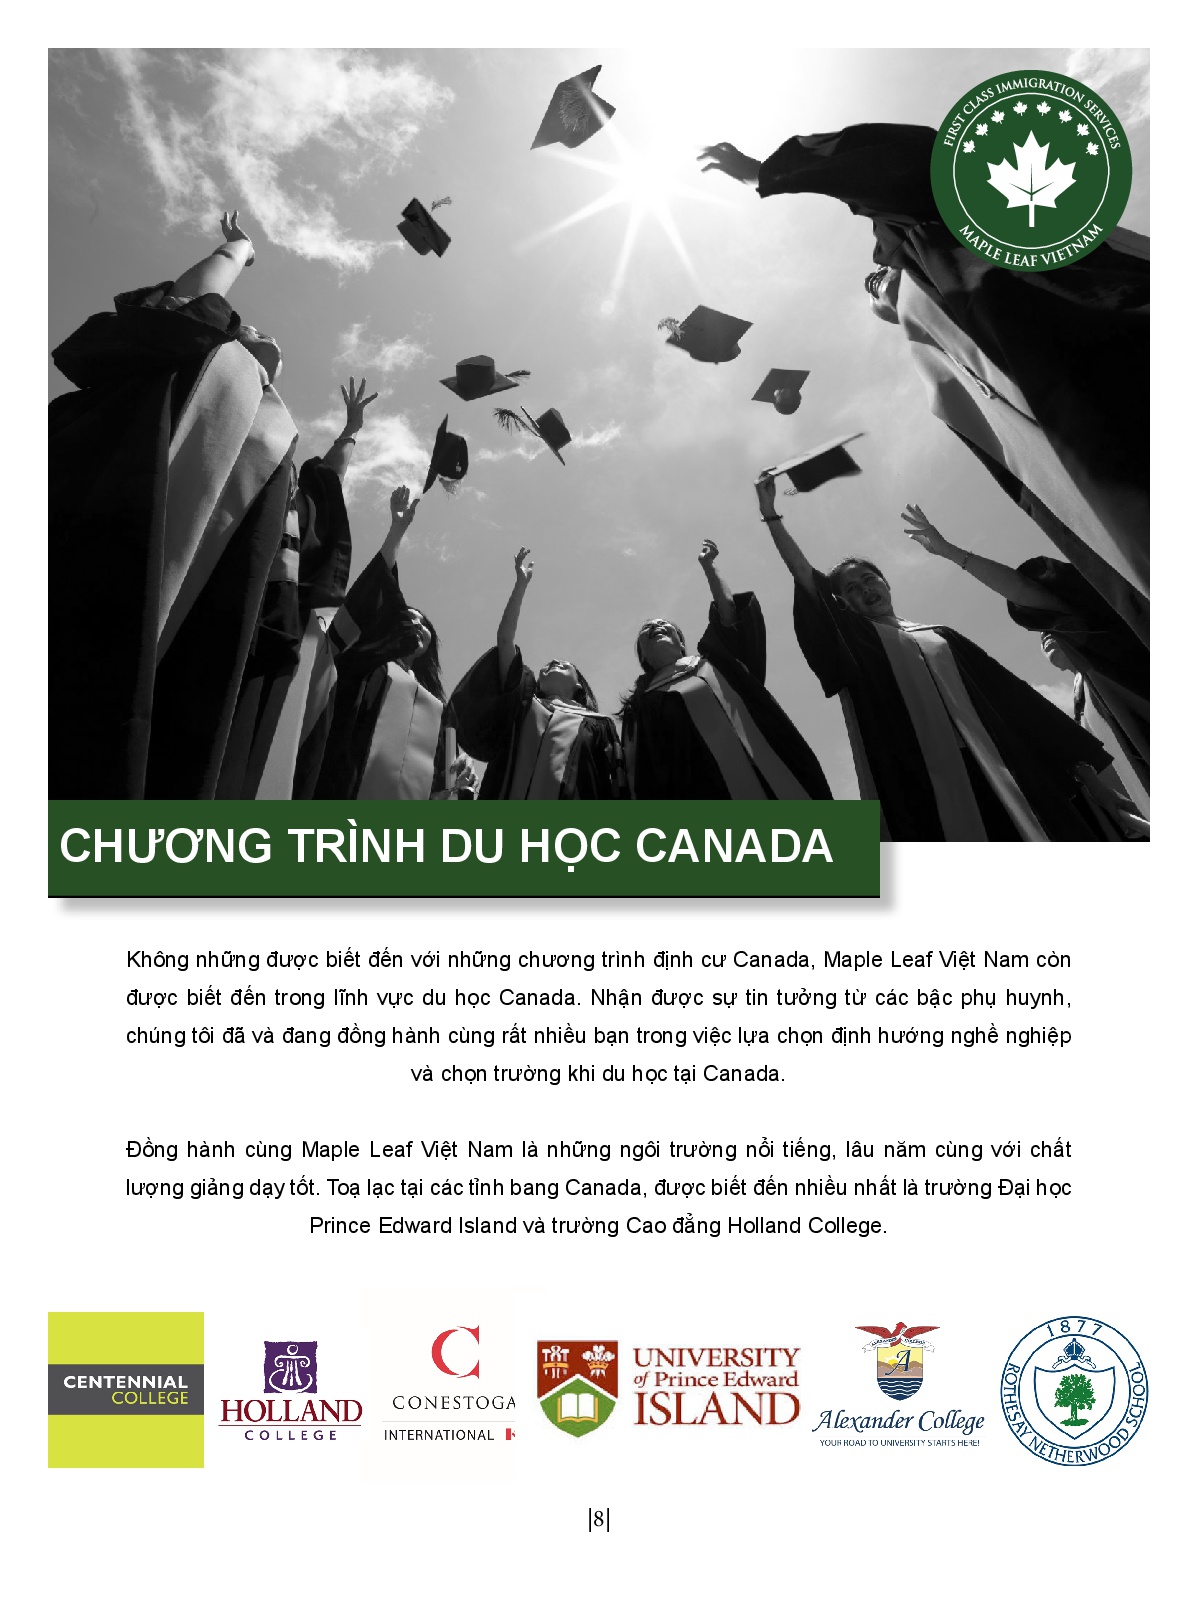 FIRST CLASS IMMIGRATION SERVICES
MAPLE LEAF VIETNAM
CHƯƠNG TRÌNH DU HỌC CANADA
Không những được biết đến với những chương trình định cư Canada, Maple Leaf Việt Nam còn
được biết đến trong lĩnh vực du học Canada. Nhận được sự tin tưởng từ các bậc phụ huynh,
chúng tôi đã và đang đồng hành cùng rất nhiều bạn trong việc lựa chọn định hướng nghề nghiệp
và chọn trường khi du học tại Canada.
Đồng hành cùng Maple Leaf Việt Nam là những ngôi trường nổi tiếng, lâu năm cùng với chất
lượng giảng dạy tốt. Toạ lạc tại các tỉnh bang Canada, được biết đến nhiều nhất là trường Đại học
Prince Edward Island và trường Cao đẳng Holland College.
CENTENNIAL
COLLEGE
HOLLAND
COLLEGE
C
CONESTOGA
INTERNATIONAL
UNIVERSITY
of Prince Edward
ISLAND
ALEXANDER COLLEGE
A
Alexander College
YOUR ROAD TO UNIVERSITY STARTS HERE!
1877
ROTHESAY NETHERWOOD SCHOOL
|8|